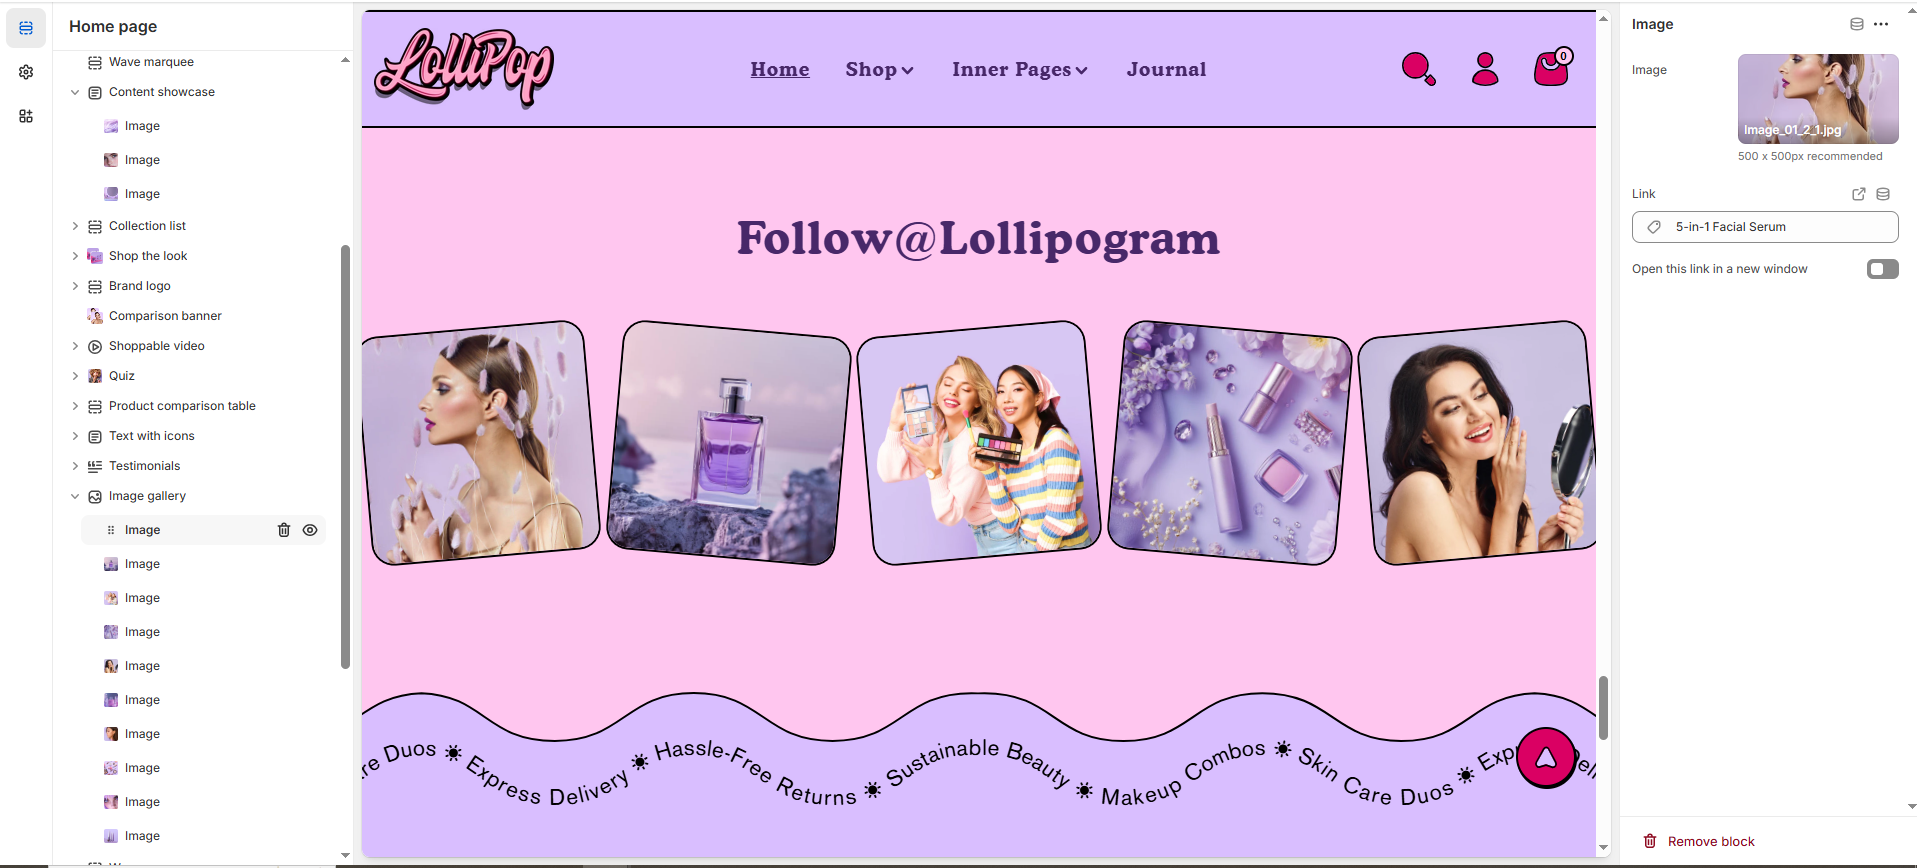 Home page
Wave marquee
Content showcase
Image
Image
Image
Collection list
Shop the look
Brand logo
Comparison banner
Shoppable video
Quiz
Product comparison table
Text with icons
Testimonials
Image gallery
Image
Image
Image
Image
Image
Image
Image
Image
Image
Image
LolliPop
Home Shop Inner Pages Journal
0
Follow@Lollipogram
re Duos ☀ Express Delivery ☀ Hassle-Free Returns ☀ Sustainable Beauty ☀ Makeup Combos ☀ Skin Care Duos ☀ Exp
Image
Image
Image_01_2_1.jpg
500 x 500px recommended
Link
5-in-1 Facial Serum
Open this link in a new window
Remove block